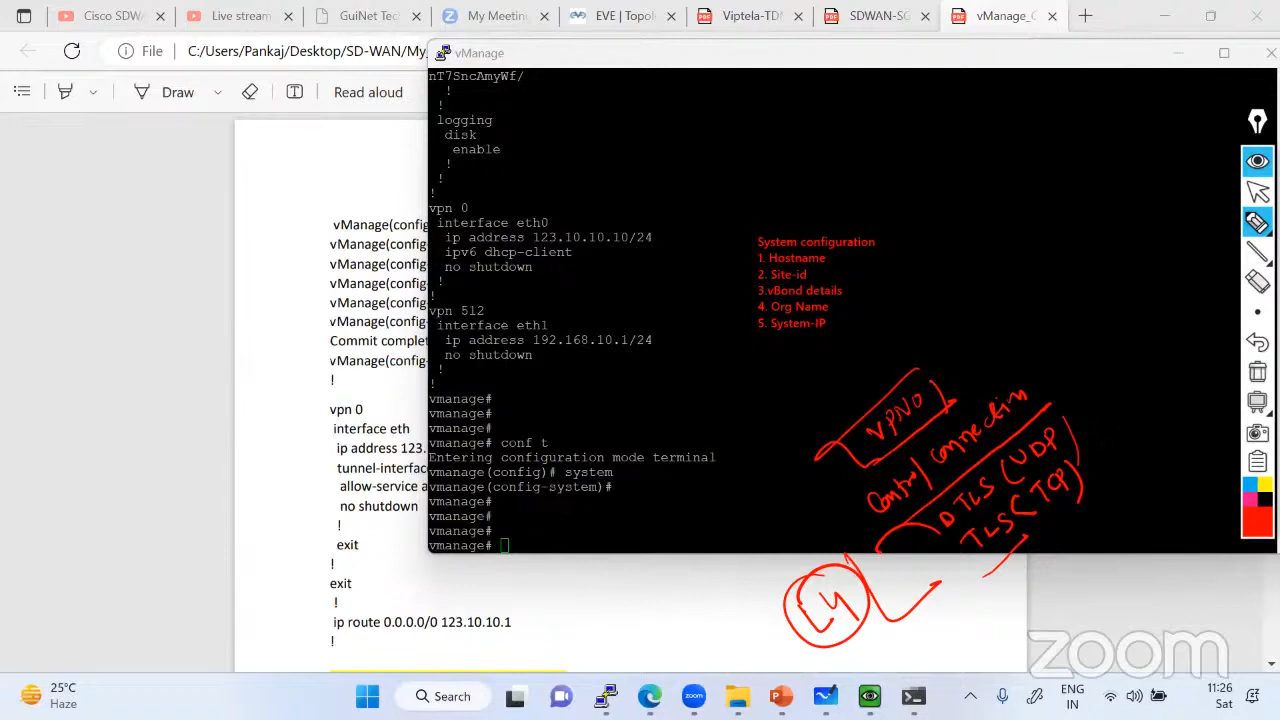 Cisco SD
Live stream
GuiNet Tec
My Meetin
EVE | Topol
Viptela-TDM
SDWAN-SO
vManage_C
File
C:/Users/Pankaj/Desktop/SD-WAN/My
Draw
Read aloud
vManage(config
vManage(config
vManage(config
vManage(config
vManage(config
vManage(config
Commit complet
vManage(config
!
vpn 0
interface eth
ip address 123.
tunnel-interfac
allow-service a
no shutdown
!
exit
!
exit
!
ip route 0.0.0.0/0 123.10.10.1
!
vManage
nT7SncAmyWf/
!
!
logging
disk
enable
!
!
!
vpn 0
interface eth0
ip address 123.10.10.10/24
ipv6 dhcp-client
no shutdown
!
!
vpn 512
interface eth1
ip address 192.168.10.1/24
no shutdown
!
!
vmanage#
vmanage#
vmanage#
vmanage# conf t
Entering configuration mode terminal
vmanage(config)# system
vmanage(config-system)#
vmanage#
vmanage#
vmanage#
vmanage#
System configuration
1. Hostname
2. Site-id
3.vBond details
4. Org Name
5. System-IP
VPN0
Control connection
DTLS (UDP
TLS (TCP)
zoom
25°C
Haze
Search
ENG
IN
11:26
Sat